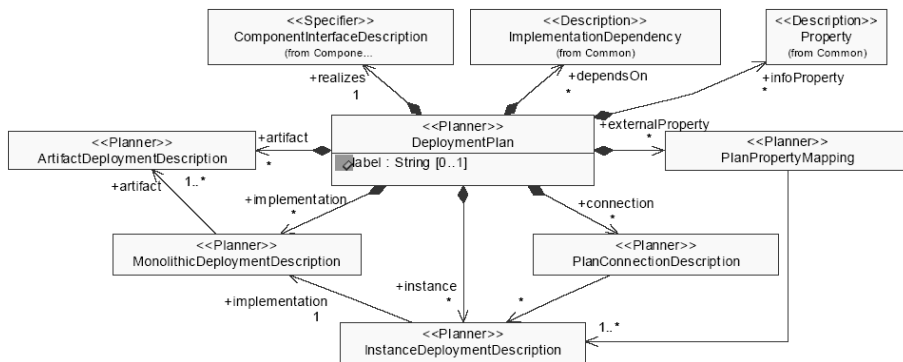 <<Specifier>>
ComponentInterfaceDescription
(from Compone...
<<Description>>
ImplementationDependency
(from Common)
<<Description>>
Property
(from Common)
+realizes
1
+dependsOn
*
+infoProperty
*
<<Planner>>
DeploymentPlan
label : String [0..1]
+artifact
*
+externalProperty
*
<<Planner>>
ArtifactDeploymentDescription
<<Planner>>
PlanPropertyMapping
1..*
+artifact
+implementation
*
+connection
*
<<Planner>>
MonolithicDeploymentDescription
<<Planner>>
PlanConnectionDescription
+implementation
1
+instance
*
*
1..*
<<Planner>>
InstanceDeploymentDescription